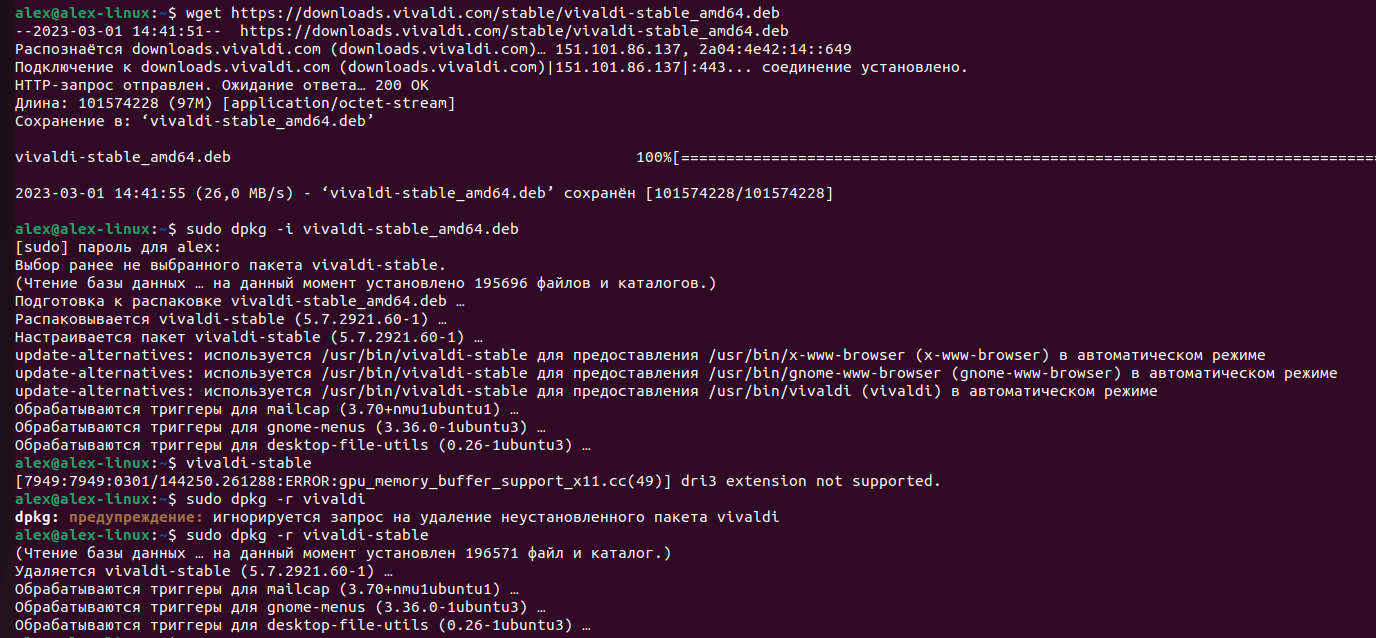 alex@alex-linux:~$ wget https://downloads.vivaldi.com/stable/vivaldi-stable_amd64.deb
--2023-03-01 14:41:51--  https://downloads.vivaldi.com/stable/vivaldi-stable_amd64.deb
Распознаётся downloads.vivaldi.com (downloads.vivaldi.com)… 151.101.86.137, 2a04:4e42:14::649
Подключение к downloads.vivaldi.com (downloads.vivaldi.com)|151.101.86.137|:443... соединение установлено.
HTTP-запрос отправлен. Ожидание ответа… 200 OK
Длина: 101574228 (97M) [application/octet-stream]
Сохранение в: ‘vivaldi-stable_amd64.deb’
vivaldi-stable_amd64.deb 100%[==============================================================================
2023-03-01 14:41:55 (26,0 MB/s) - ‘vivaldi-stable_amd64.deb’ сохранён [101574228/101574228]
alex@alex-linux:~$ sudo dpkg -i vivaldi-stable_amd64.deb
[sudo] пароль для alex:
Выбор ранее не выбранного пакета vivaldi-stable.
(Чтение базы данных … на данный момент установлено 195696 файлов и каталогов.)
Подготовка к распаковке vivaldi-stable_amd64.deb …
Распаковывается vivaldi-stable (5.7.2921.60-1) …
Настраивается пакет vivaldi-stable (5.7.2921.60-1) …
update-alternatives: используется /usr/bin/vivaldi-stable для предоставления /usr/bin/x-www-browser (x-www-browser) в автоматическом режиме
update-alternatives: используется /usr/bin/vivaldi-stable для предоставления /usr/bin/gnome-www-browser (gnome-www-browser) в автоматическом режиме
update-alternatives: используется /usr/bin/vivaldi-stable для предоставления /usr/bin/vivaldi (vivaldi) в автоматическом режиме
Обрабатываются триггеры для mailcap (3.70+nmu1ubuntu1) …
Обрабатываются триггеры для gnome-menus (3.36.0-1ubuntu3) …
Обрабатываются триггеры для desktop-file-utils (0.26-1ubuntu3) …
alex@alex-linux:~$ vivaldi-stable
[7949:7949:0301/144250.261288:ERROR:gpu_memory_buffer_support_x11.cc(49)] dri3 extension not supported.
alex@alex-linux:~$ sudo dpkg -r vivaldi
dpkg: предупреждение: игнорируется запрос на удаление неустановленного пакета vivaldi
alex@alex-linux:~$ sudo dpkg -r vivaldi-stable
(Чтение базы данных … на данный момент установлен 196571 файл и каталог.)
Удаляется vivaldi-stable (5.7.2921.60-1) …
Обрабатываются триггеры для mailcap (3.70+nmu1ubuntu1) …
Обрабатываются триггеры для gnome-menus (3.36.0-1ubuntu3) …
Обрабатываются триггеры для desktop-file-utils (0.26-1ubuntu3) …